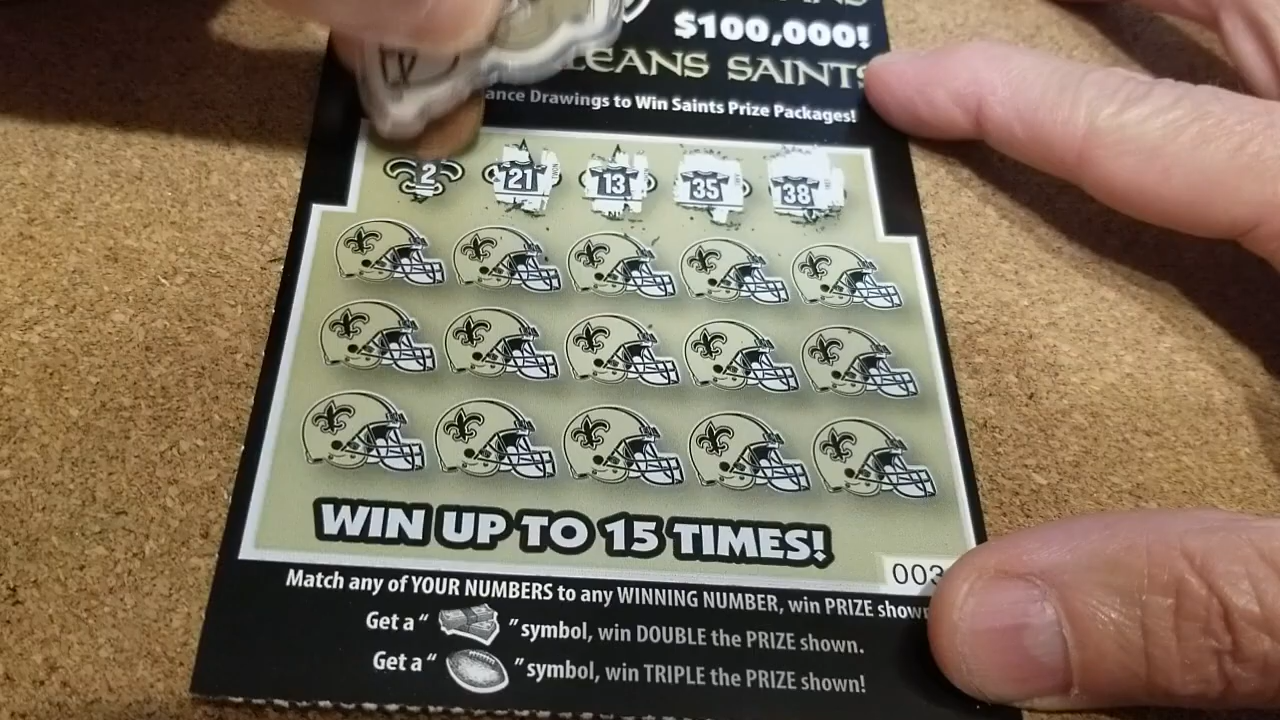 $100,000!
LEANS SAINTS
ance Drawings to Win Saints Prize Packages!
2 21 13 35 38
WIN UP TO 15 TIMES!
003
Match any of YOUR NUMBERS to any WINNING NUMBER, win PRIZE shown
Get a " " symbol, win DOUBLE the PRIZE shown.
Get a " " symbol, win TRIPLE the PRIZE shown!